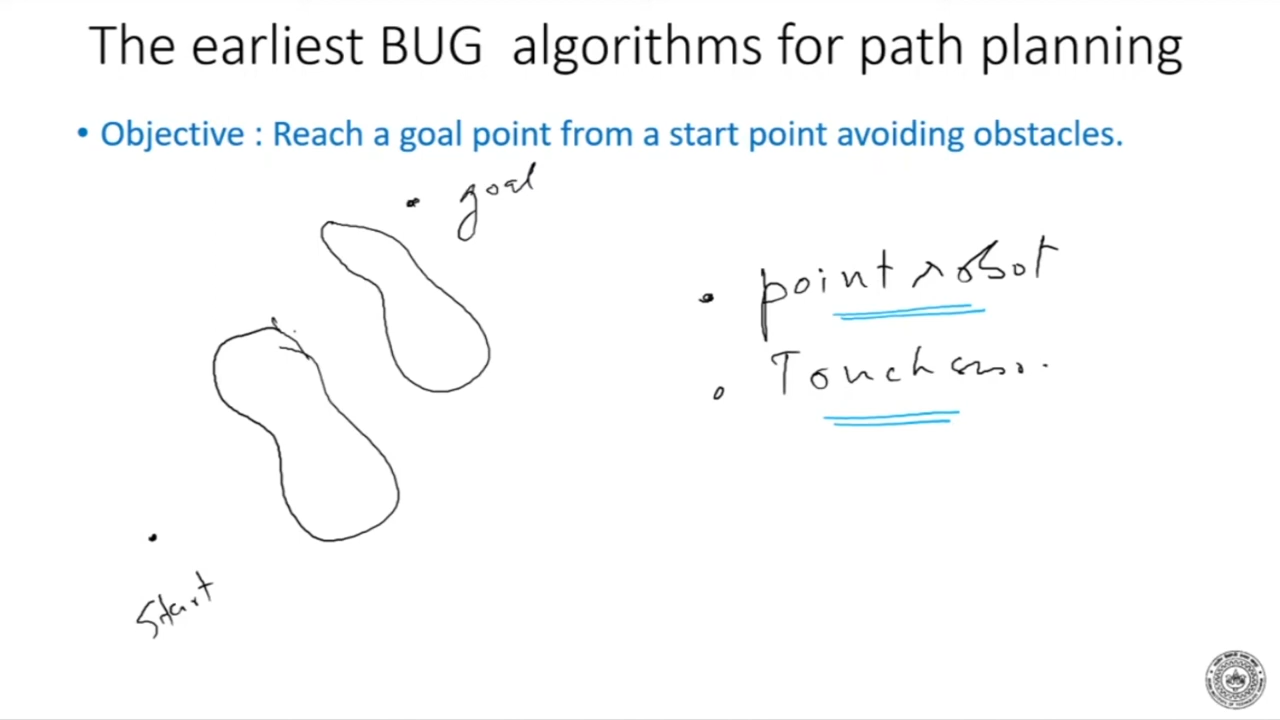 The earliest BUG algorithms for path planning
• Objective : Reach a goal point from a start point avoiding obstacles.
goal
• point robot
Touch
Start